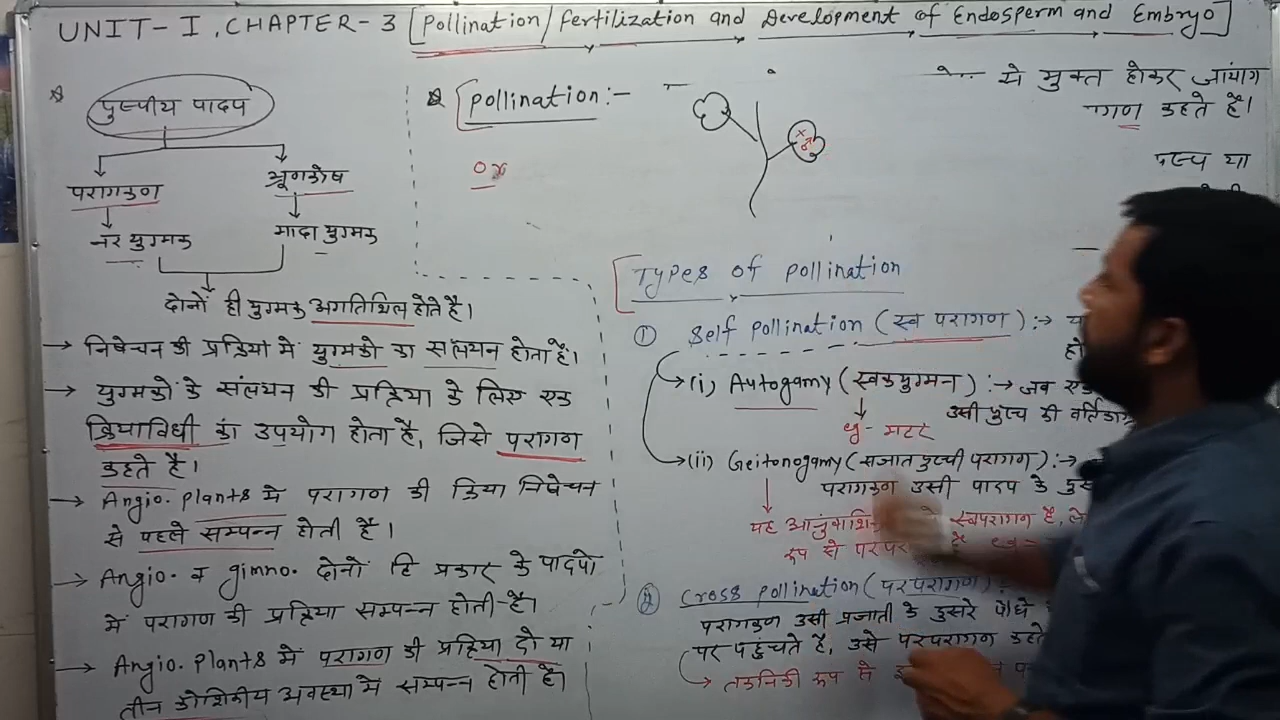 UNIT-I, CHAPTER-3 [Pollination/fertilization and Development of Endosperm and Embryo]
पुष्पीय पादप
परागकण
भ्रूणकोष
नर युग्मक
मादा युग्मक
दोनों ही युग्मक अगतिशिल होते है।
→ निषेचन की प्रक्रिया में युग्मको का संलयन होता है।
→ युग्मकों के संलयन की प्रक्रिया के लिए एक
क्रियाविधी का उपयोग होता है, जिसे परागण
कहते है।
→ Angio. Plants में परागण की क्रिया निषेचन
से पहले सम्पन्न होती है।
→ Angio. व gimno. दोनों हि प्रकार के पादपो
में परागण की प्रक्रिया सम्पन्न होती है।
→ Angio. Plants में परागण की प्रक्रिया दो या
तीन कोशिकीय अवस्था में सम्पन्न होती है।
Pollination:-
or
से मुक्त होकर जायांग
गण कहते है।
या
Types of pollination
① Self pollination (स्व परागण) :→
(i) Autogamy (स्वकयुग्मन) :→ जब
उसी पुष्प की
eg- मटर
(ii) Geitonogamy (सजातपुष्पी परागण) :→
परागकण उसी पादप के
यह स्वपरागण है,
रूप से
② Cross pollination (परपरागण) :
परागकण उसी प्रजाती के दुसरे पौधे
पर पहुंचते है, उसे परपरागण कहते
→ तकनिकी रूप से